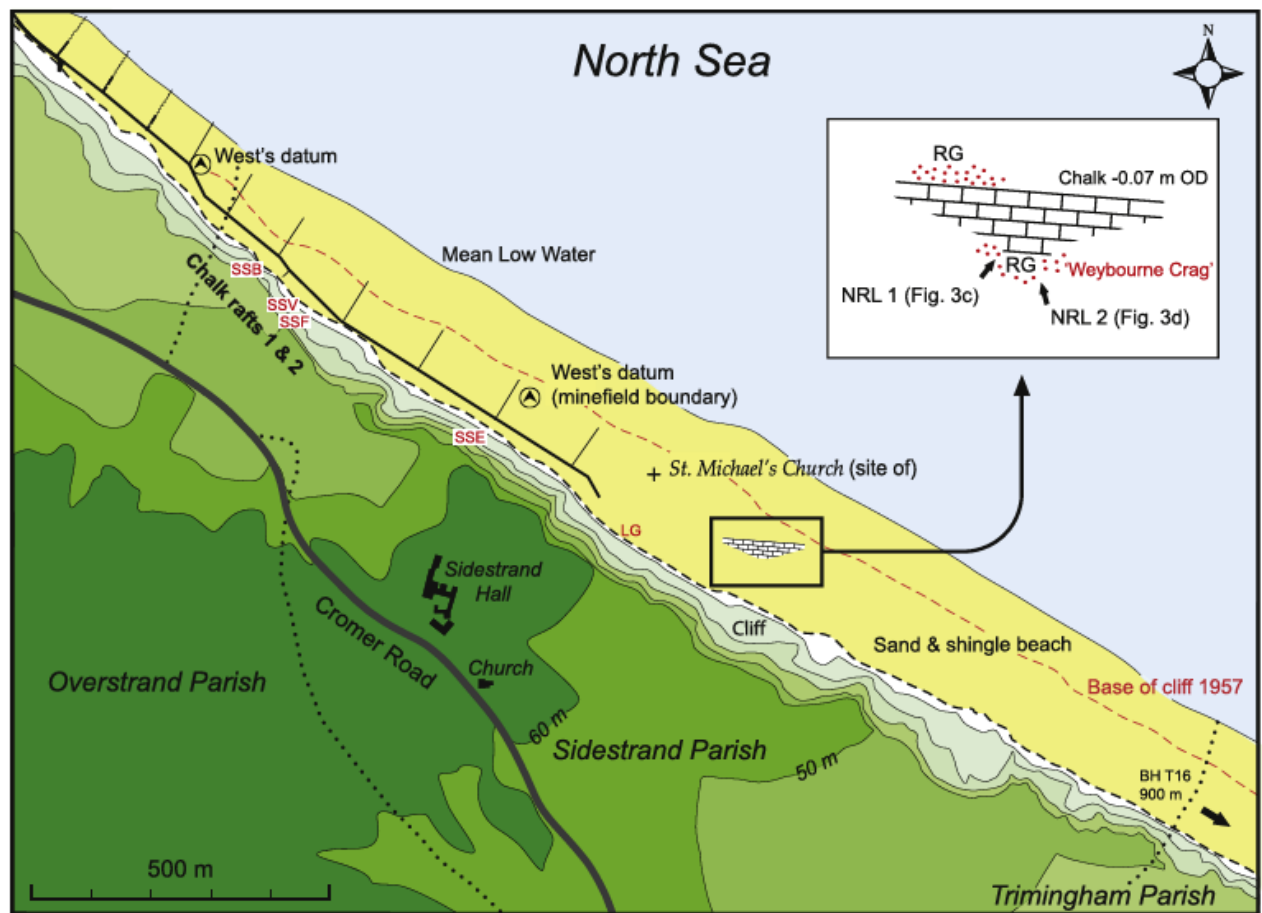 North Sea
N
West's datum
RG
Chalk -0.07 m OD
RG
'Weybourne Crag'
NRL 1 (Fig. 3c)
NRL 2 (Fig. 3d)
Mean Low Water
SSB
SSV
SSF
Chalk rafts 1 & 2
West's datum
(minefield boundary)
SSE
St. Michael's Church (site of)
LG
Sidestrand
Hall
Cliff
Sand & shingle beach
Cromer Road
Church
Base of cliff 1957
Overstrand Parish
60 m
Sidestrand Parish
50 m
BH T16
900 m
500 m
Trimingham Parish